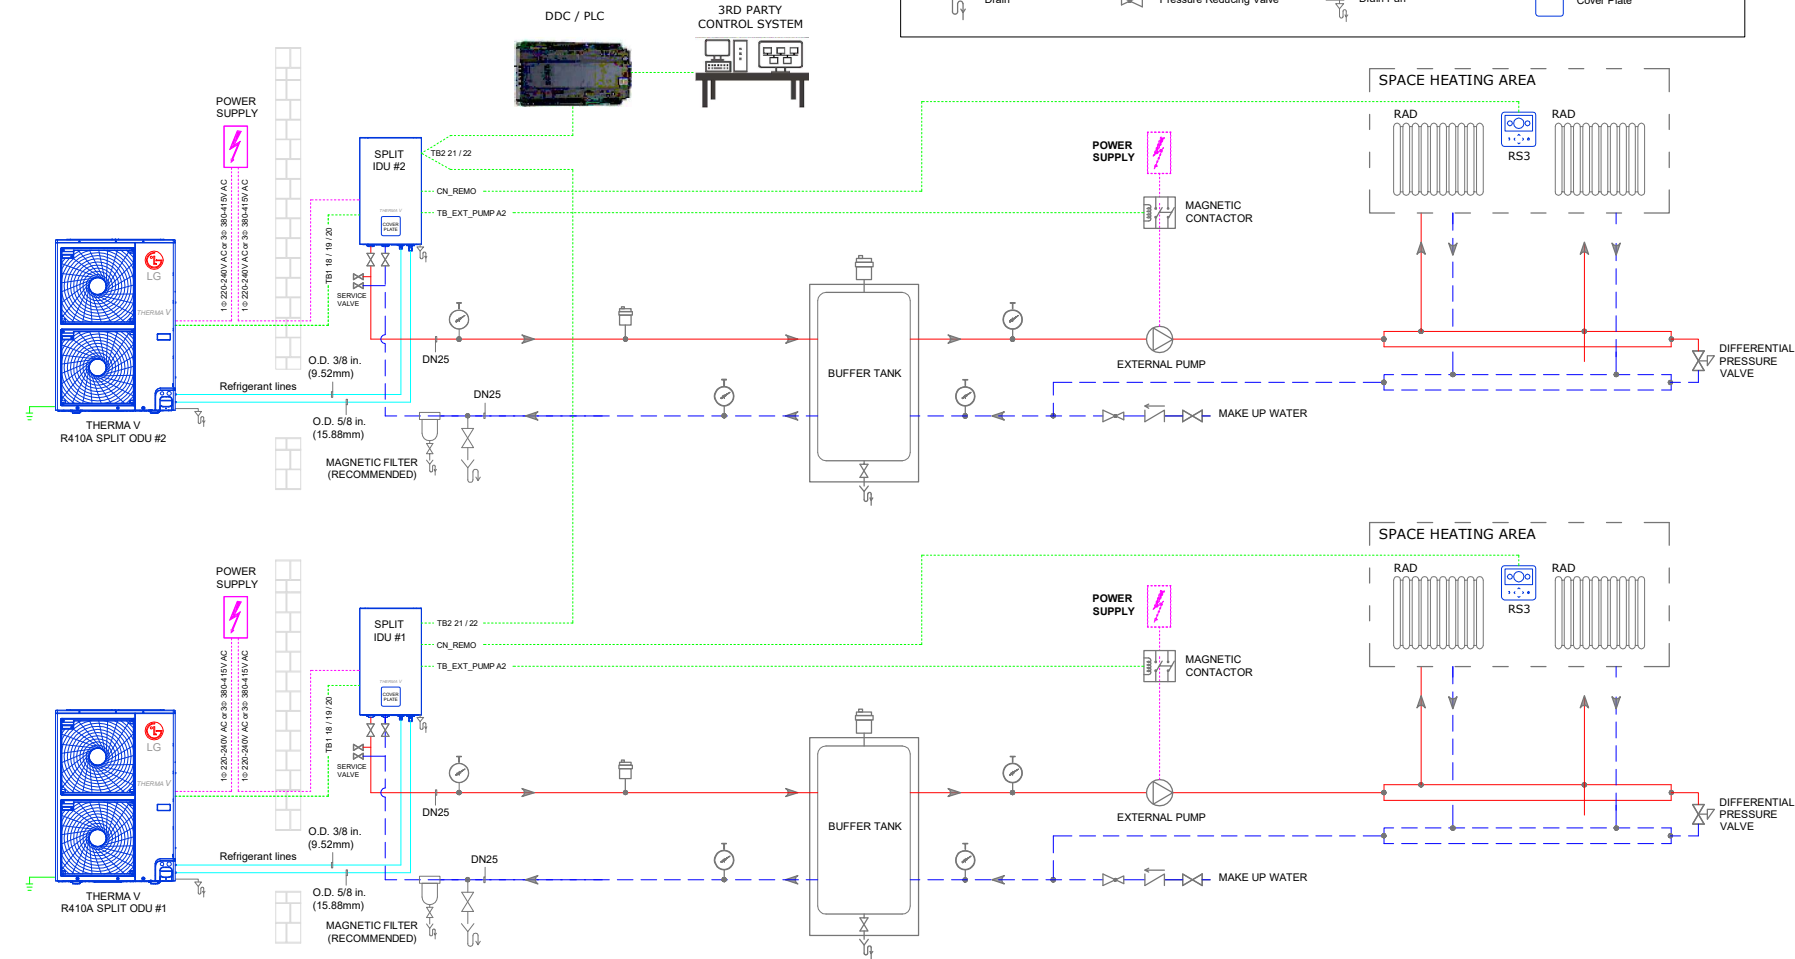 Drain
Pressure Reducing Valve
Drain Pan
Cover Plate
DDC / PLC
3RD PARTY
CONTROL SYSTEM
POWER
SUPPLY
1Φ 220-240V AC or 3Φ 380-415V AC
1Φ 220-240V AC or 3Φ 380-415V AC
SPLIT
IDU #2
THERMA V
COVER
PLATE
TB2 21 / 22
CN_REMO
TB_EXT_PUMP A2
TB1 18 / 19 / 20
SERVICE
VALVE
LG
THERMA V
THERMA V
R410A SPLIT ODU #2
Refrigerant lines
O.D. 3/8 in.
(9.52mm)
O.D. 5/8 in.
(15.88mm)
DN25
DN25
MAGNETIC FILTER
(RECOMMENDED)
BUFFER TANK
POWER
SUPPLY
MAGNETIC
CONTACTOR
EXTERNAL PUMP
MAKE UP WATER
SPACE HEATING AREA
RAD
RAD
RS3
DIFFERENTIAL
PRESSURE
VALVE
POWER
SUPPLY
1Φ 220-240V AC or 3Φ 380-415V AC
1Φ 220-240V AC or 3Φ 380-415V AC
SPLIT
IDU #1
THERMA V
COVER
PLATE
TB2 21 / 22
CN_REMO
TB_EXT_PUMP A2
TB1 18 / 19 / 20
SERVICE
VALVE
LG
THERMA V
THERMA V
R410A SPLIT ODU #1
Refrigerant lines
O.D. 3/8 in.
(9.52mm)
O.D. 5/8 in.
(15.88mm)
DN25
DN25
MAGNETIC FILTER
(RECOMMENDED)
BUFFER TANK
POWER
SUPPLY
MAGNETIC
CONTACTOR
EXTERNAL PUMP
MAKE UP WATER
SPACE HEATING AREA
RAD
RAD
RS3
DIFFERENTIAL
PRESSURE
VALVE